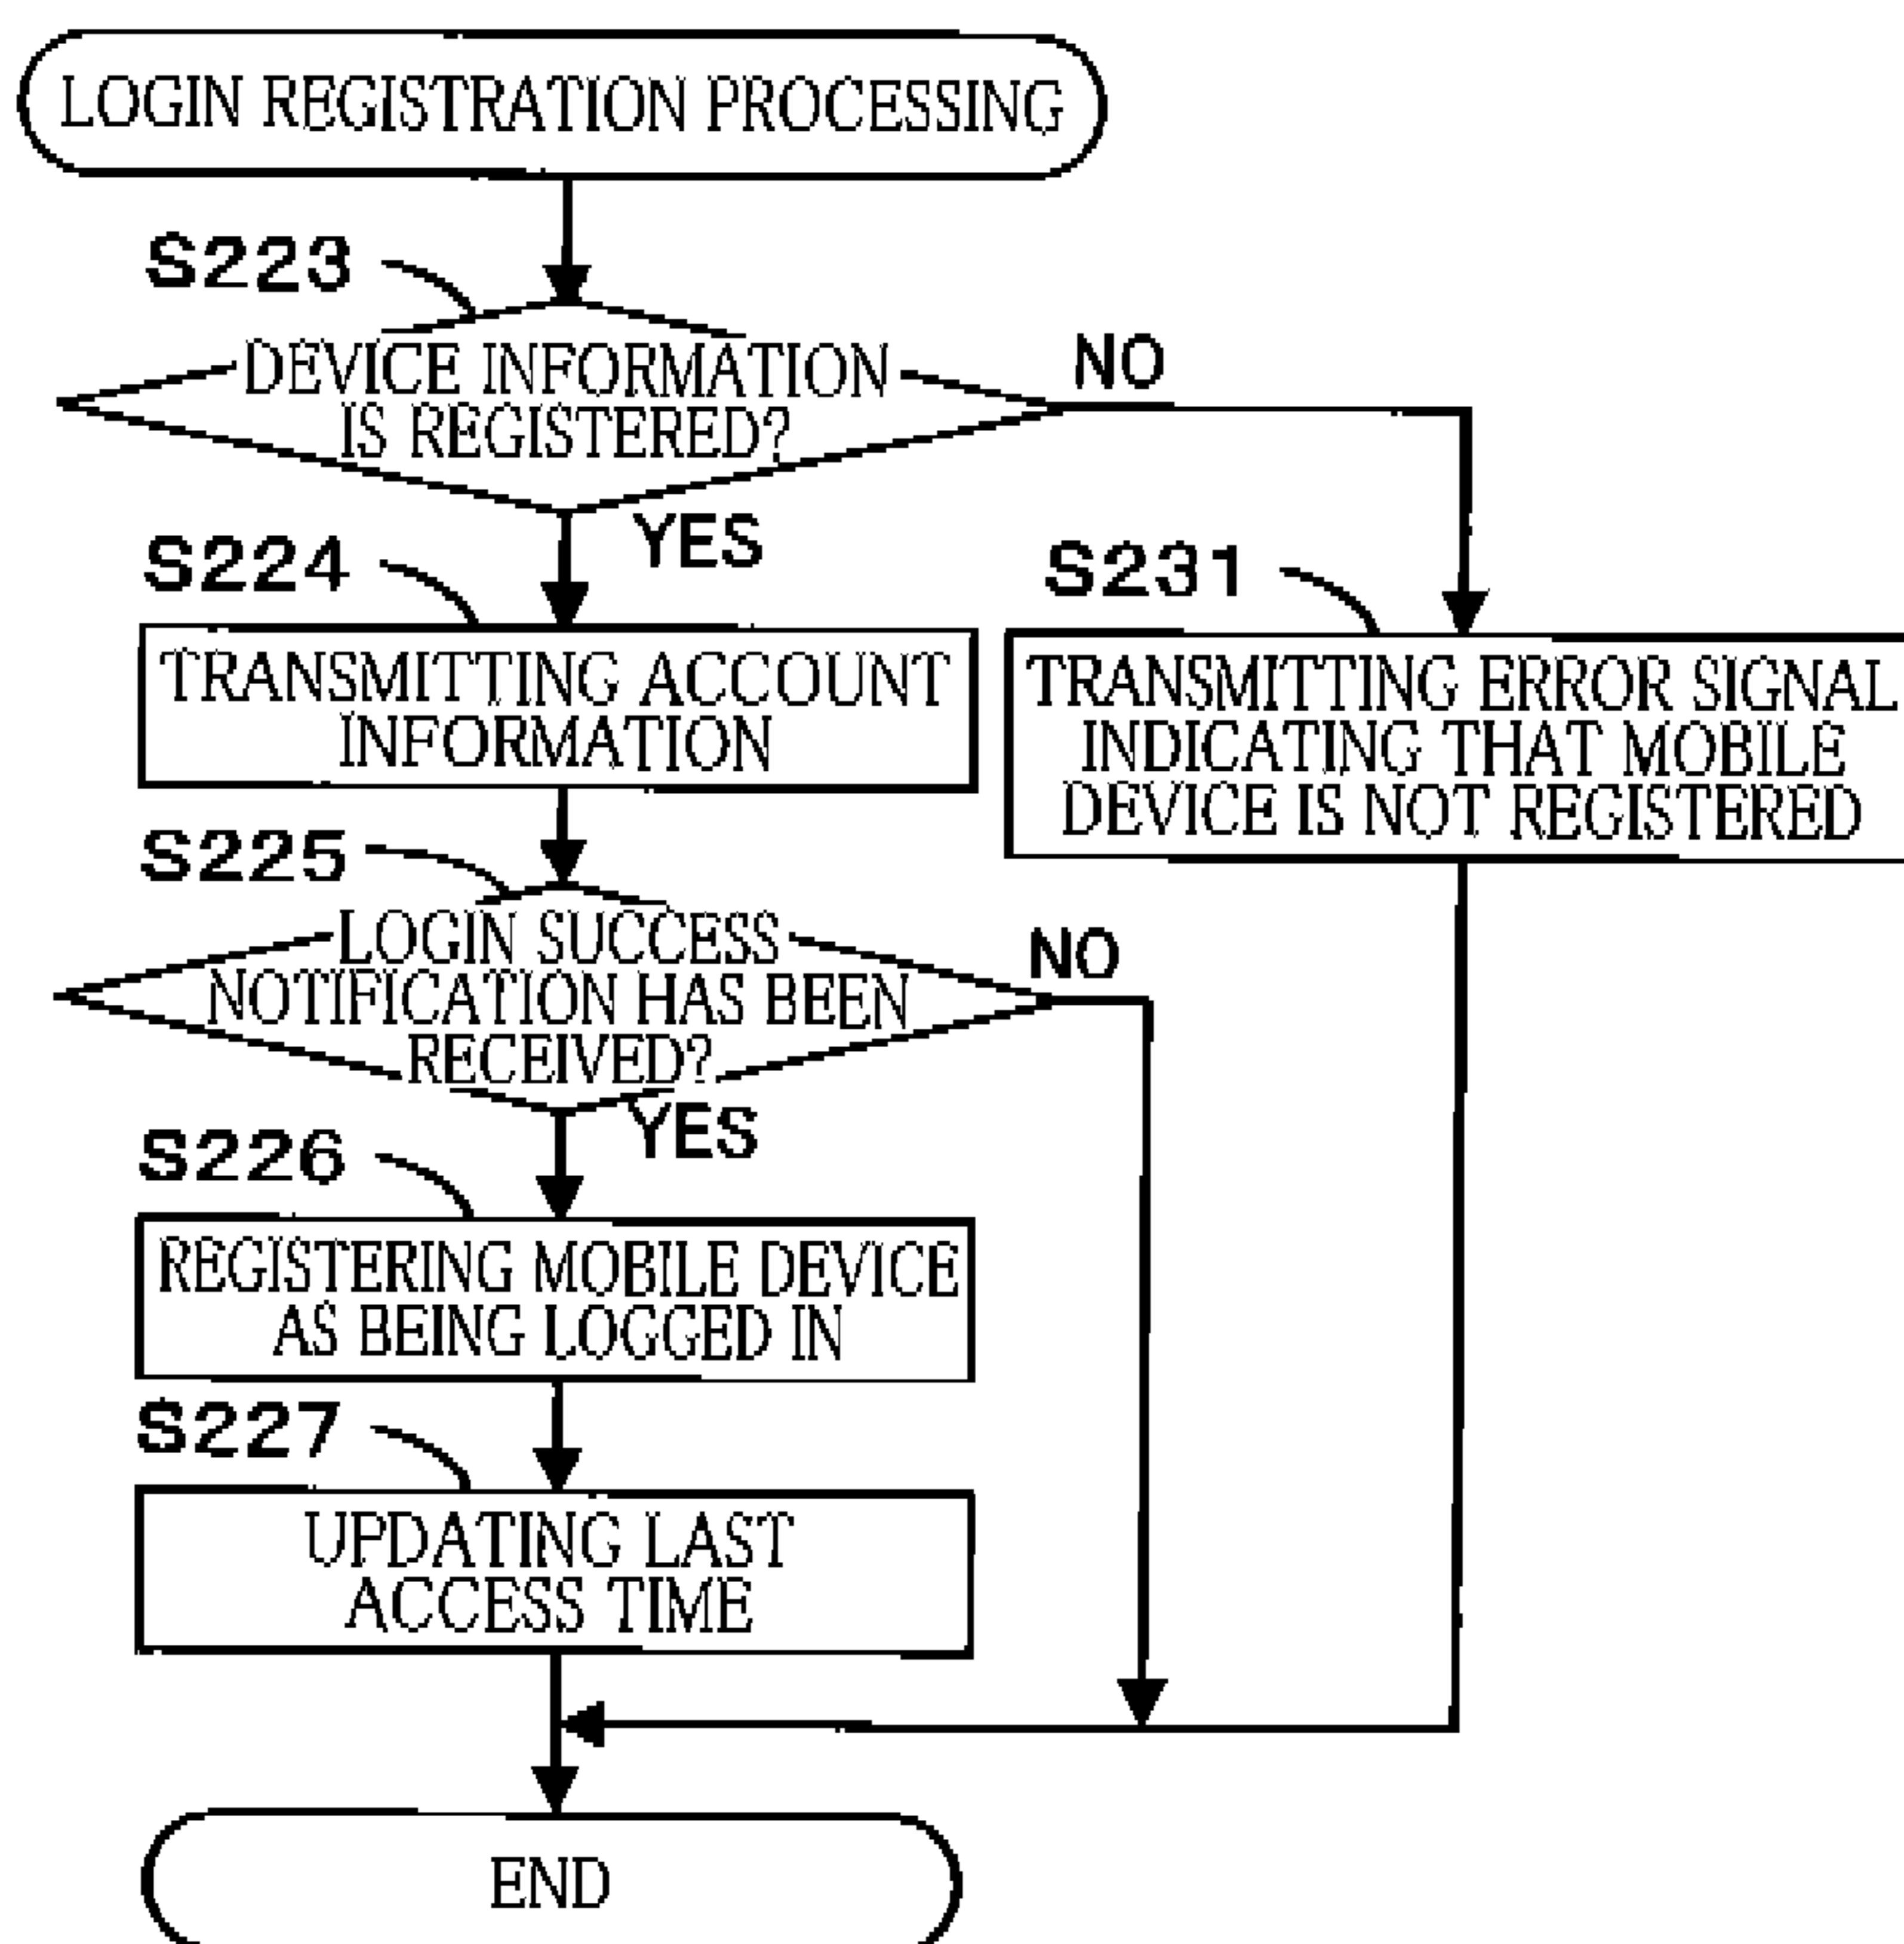 LOGIN REGISTRATION PROCESSING
S223
DEVICE INFORMATION
IS REGISTERED?
NO
YES
S224
TRANSMITTING ACCOUNT
INFORMATION
S231
TRANSMITTING ERROR SIGNAL
INDICATING THAT MOBILE
DEVICE IS NOT REGISTERED
S225
LOGIN SUCCESS
NOTIFICATION HAS BEEN
RECEIVED?
NO
YES
S226
REGISTERING MOBILE DEVICE
AS BEING LOGGED IN
S227
UPDATING LAST
ACCESS TIME
END